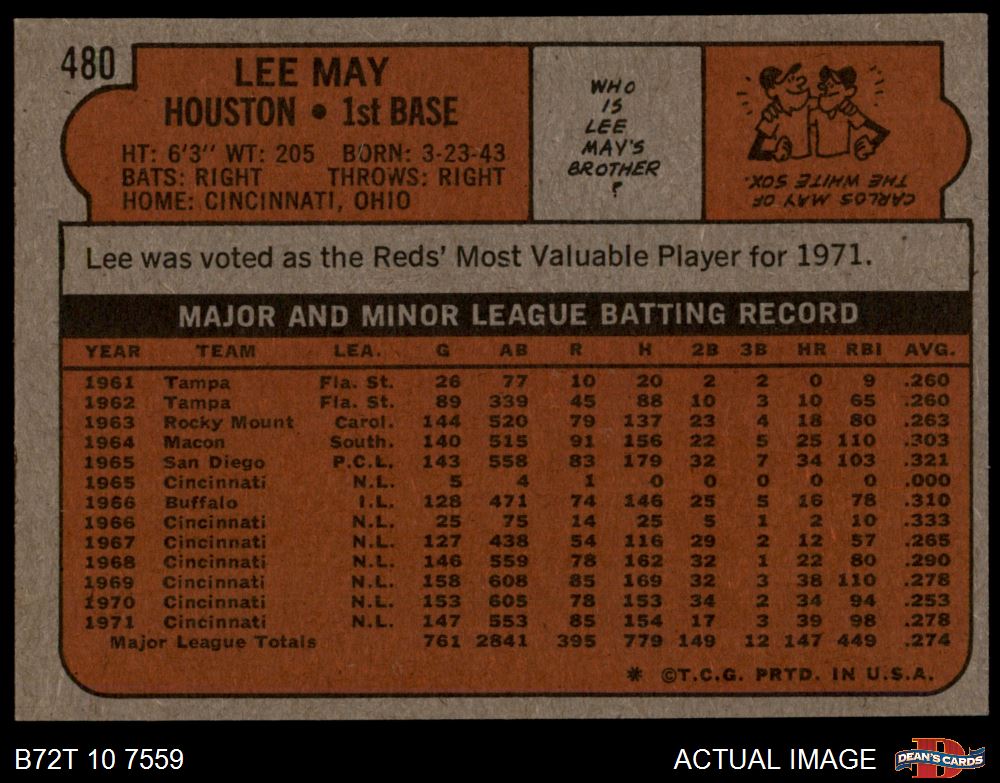 480
LEE MAY
HOUSTON • 1st BASE
HT: 6'3" WT: 205 BORN: 3-23-43
BATS: RIGHT THROWS: RIGHT
HOME: CINCINNATI, OHIO
WHO
IS
LEE
MAY'S
BROTHER
?
CARLOS MAY OF
THE WHITE SOX.
Lee was voted as the Reds' Most Valuable Player for 1971.
MAJOR AND MINOR LEAGUE BATTING RECORD
YEAR TEAM LEA. G AB R H 2B 3B HR RBI AVG.
1961 Tampa Fla. St. 26 77 10 20 2 2 0 9 .260
1962 Tampa Fla. St. 89 339 45 88 10 3 10 65 .260
1963 Rocky Mount Carol. 144 520 79 137 23 4 18 80 .263
1964 Macon South. 140 515 91 156 22 5 25 110 .303
1965 San Diego P.C.L. 143 558 83 179 32 7 34 103 .321
1965 Cincinnati N.L. 5 4 1 0 0 0 0 0 .000
1966 Buffalo I.L. 128 471 74 146 25 5 16 78 .310
1966 Cincinnati N.L. 25 75 14 25 5 1 2 10 .333
1967 Cincinnati N.L. 127 438 54 116 29 2 12 57 .265
1968 Cincinnati N.L. 146 559 78 162 32 1 22 80 .290
1969 Cincinnati N.L. 158 608 85 169 32 3 38 110 .278
1970 Cincinnati N.L. 153 605 78 153 34 2 34 94 .253
1971 Cincinnati N.L. 147 553 85 154 17 3 39 98 .278
Major League Totals 761 2841 395 779 149 12 147 449 .274
* ©T.C.G. PRTD. IN U.S.A.
B72T 10 7559
ACTUAL IMAGE
D
DEAN'S CARDS